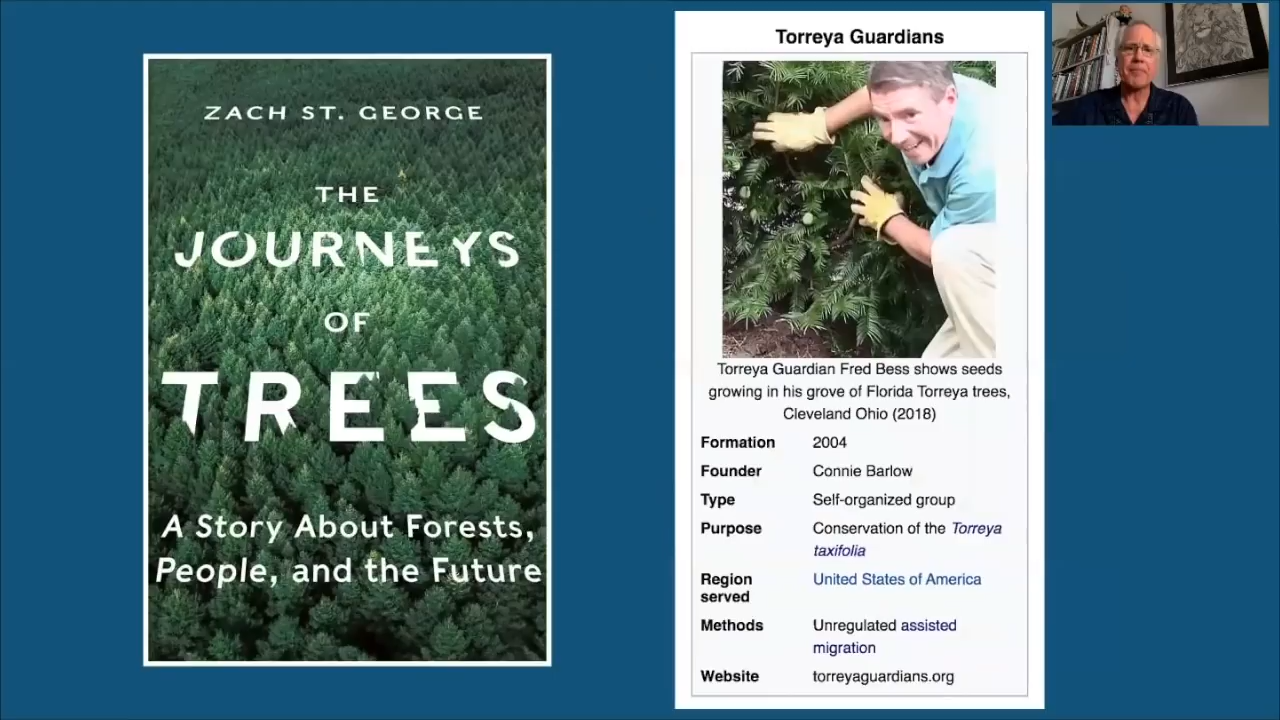 ZACH ST. GEORGE
THE
JOURNEYS
OF
TREES
A Story About Forests,
People, and the Future
Torreya Guardians
Torreya Guardian Fred Bess shows seeds
growing in his grove of Florida Torreya trees,
Cleveland Ohio (2018)
Formation 2004
Founder Connie Barlow
Type Self-organized group
Purpose Conservation of the Torreya
taxifolia
Region United States of America
served
Methods Unregulated assisted
migration
Website torreyaguardians.org